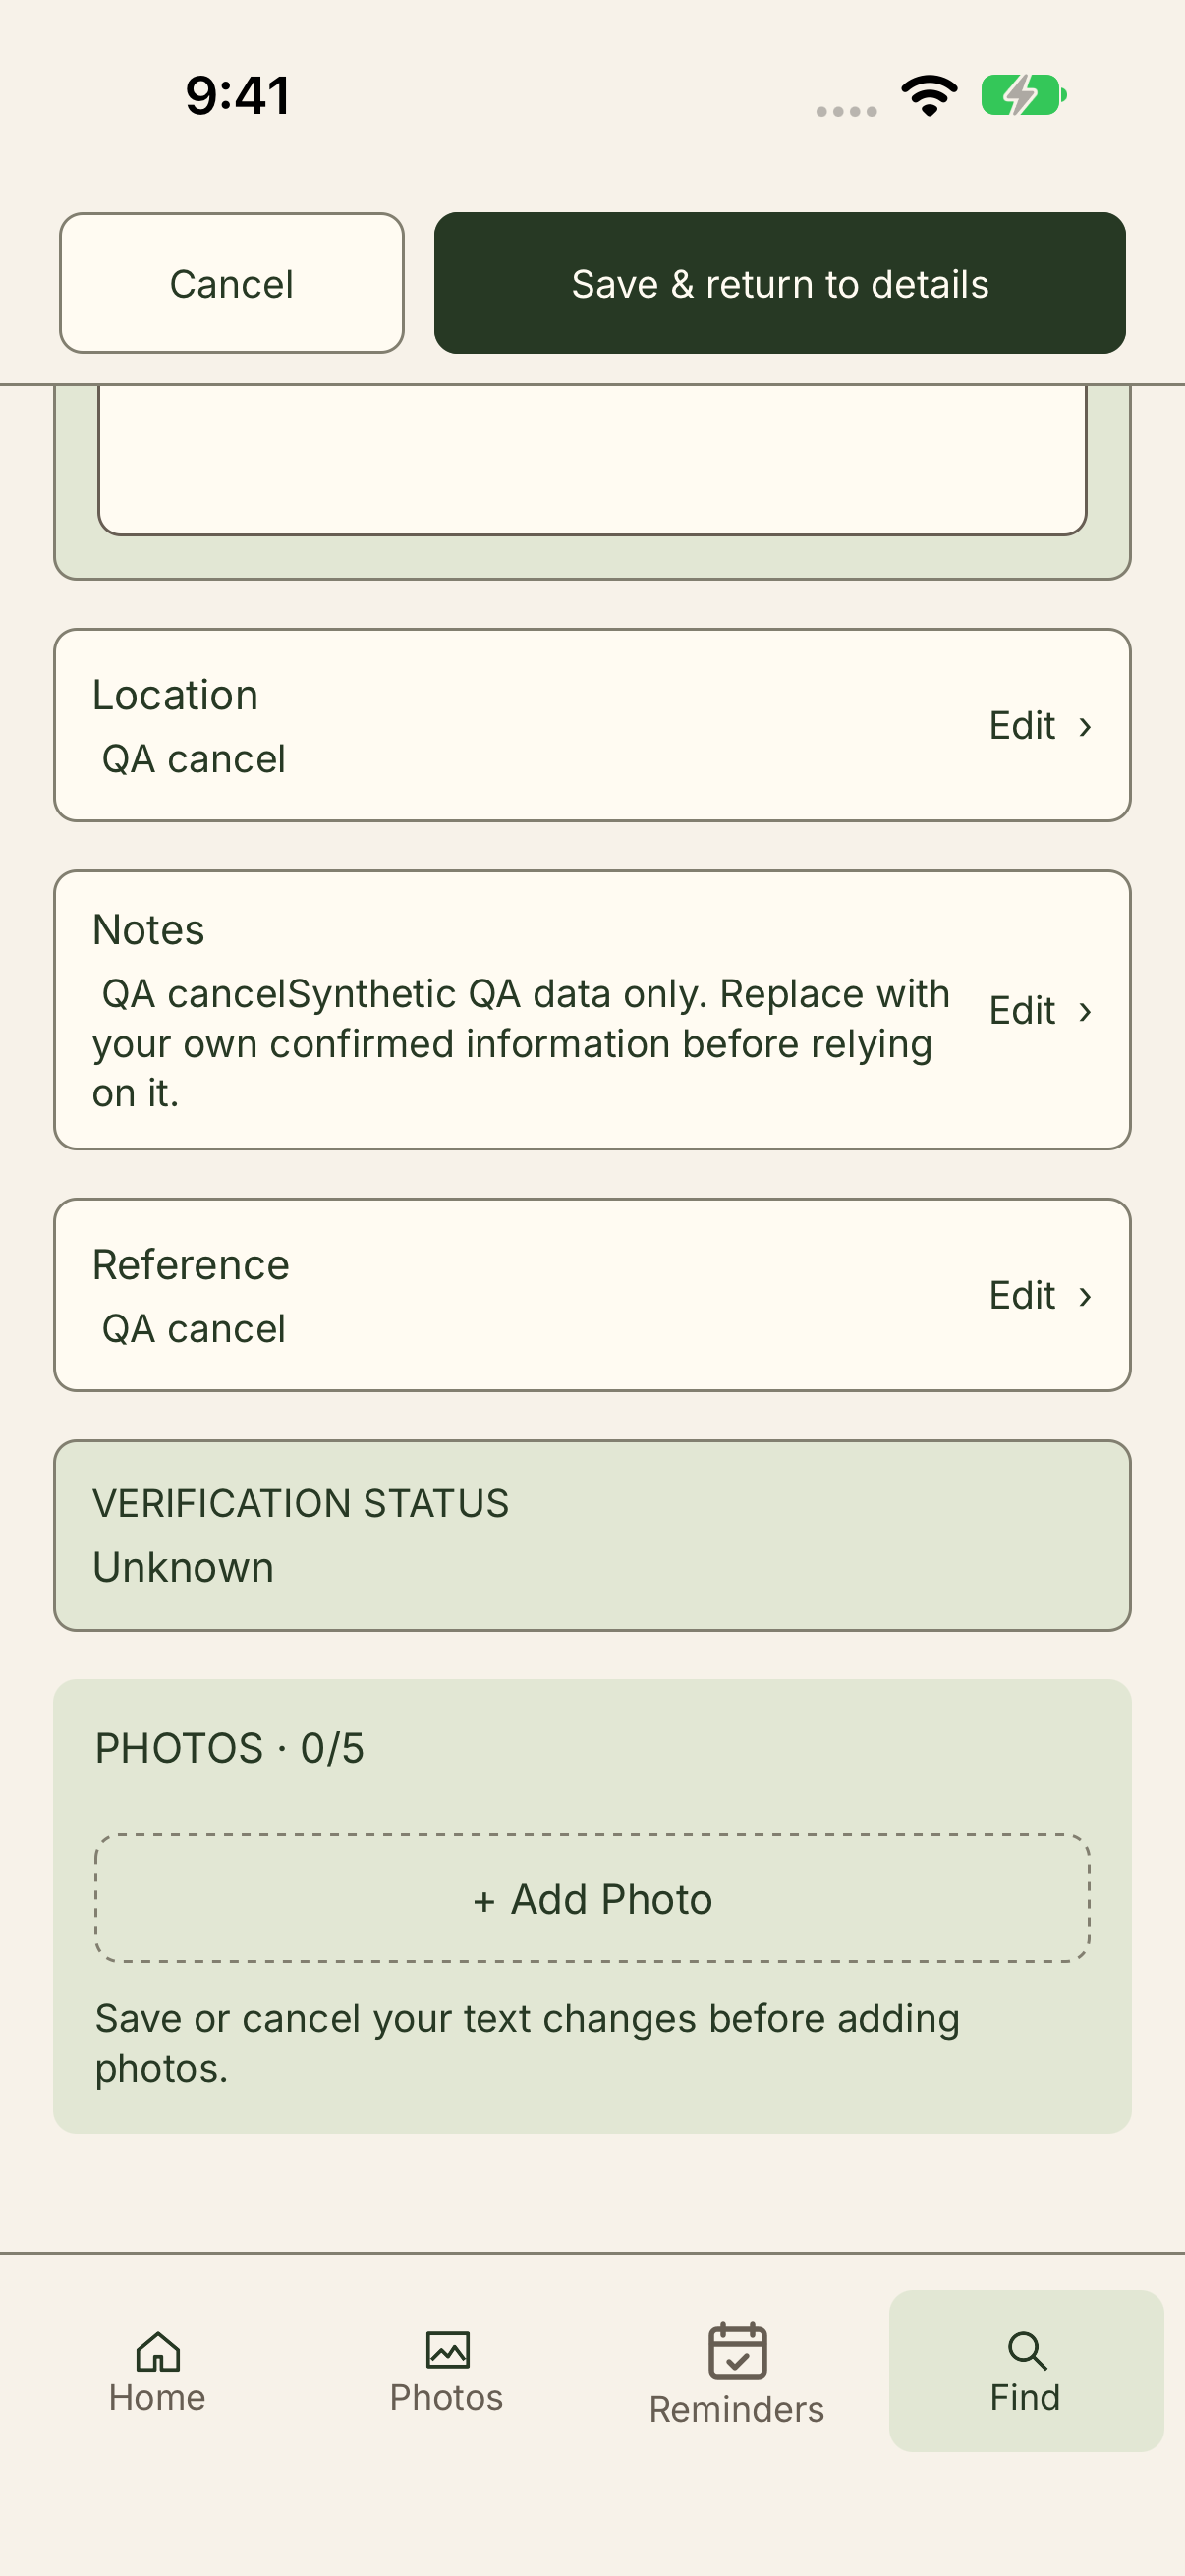 9:41
Cancel
Save & return to details
Location
QA cancel
Edit ›
Notes
QA cancelSynthetic QA data only. Replace with
your own confirmed information before relying
on it.
Edit ›
Reference
QA cancel
Edit ›
VERIFICATION STATUS
Unknown
PHOTOS · 0/5
+ Add Photo
Save or cancel your text changes before adding
photos.
Home
Photos
Reminders
Find